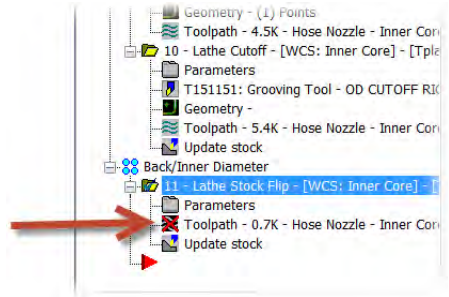 Geometry - (1) Points
Toolpath - 4.5K - Hose Nozzle - Inner Cor
10 - Lathe Cutoff - [WCS: Inner Core] - [Tpla
Parameters
T151151: Grooving Tool - OD CUTOFF RIG
Geometry -
Toolpath - 5.4K - Hose Nozzle - Inner Cor
Update stock
Back/Inner Diameter
11 - Lathe Stock Flip - [WCS: Inner Core] - [
Parameters
Toolpath - 0.7K - Hose Nozzle - Inner Cor
Update stock